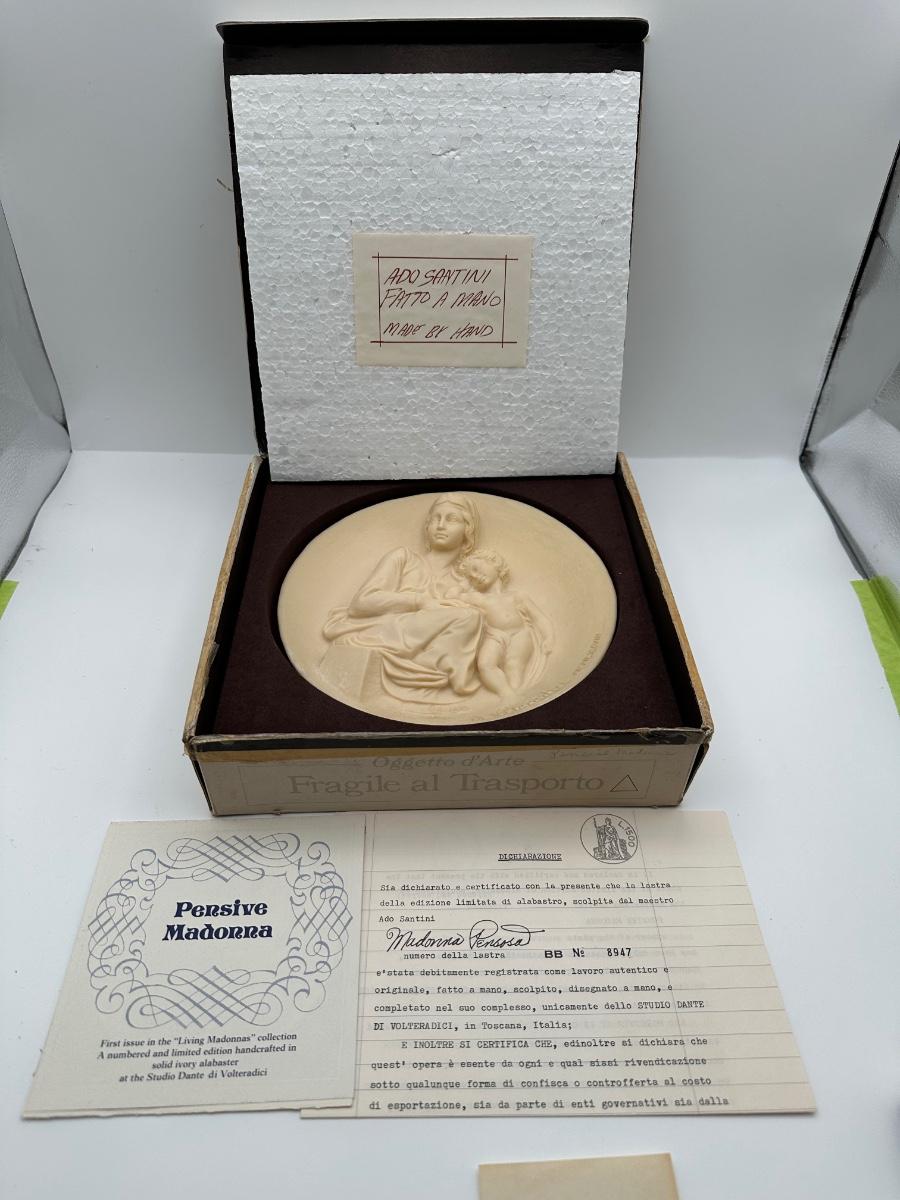 ADO SANTINI
FATTO A MANO
MADE BY HAND
Oggetto d'Arte
Fragile al Trasporto
Pensive
Madonna
First issue in the "Living Madonnas" collection
A numbered and limited edition handcrafted in
solid ivory alabaster
at the Studio Dante di Volteradici
L.1500
DICHIARAZIONE
Sia dichiarato e certificato con la presente che la lastra
della edizione limitata di alabastro, scolpita dal maestro
Ado Santini
Madonna Pensosa
numero della lastra BB No 8947
e'stata debitamente registrata come lavoro autentico e
originale, fatto a mano, scolpito, disegnato a mano, e
completato nel suo complesso, unicamente dello STUDIO DANTE
DI VOLTERADICI, in Toscana, Italia;
E INOLTRE SI CERTIFICA CHE, edinoltre si dichara che
quest' opera è esente da ogni e qual siasi rivendicazione
sotto qualunque forma di confisca o controfferta al costo
di esportazione, sia da parte di enti governativi sia dalla